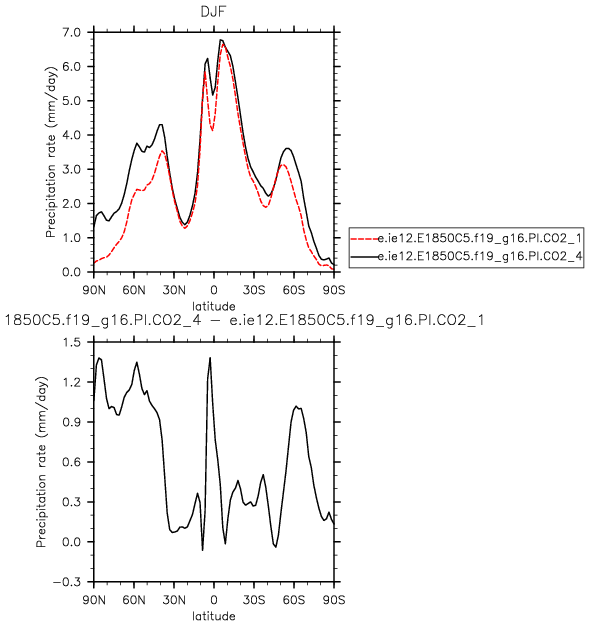 DJF
7.0
6.0
5.0
4.0
3.0
2.0
1.0
0.0
Precipitation rate (mm/day)
90N 60N 30N 0 30S 60S 90S
latitude
e.ie12.E1850C5.f19_g16.PI.CO2_1
e.ie12.E1850C5.f19_g16.PI.CO2_4
1850C5.f19_g16.PI.CO2_4 − e.ie12.E1850C5.f19_g16.PI.CO2_1
1.5
1.2
0.9
0.6
0.3
0.0
−0.3
Precipitation rate (mm/day)
90N 60N 30N 0 30S 60S 90S
latitude